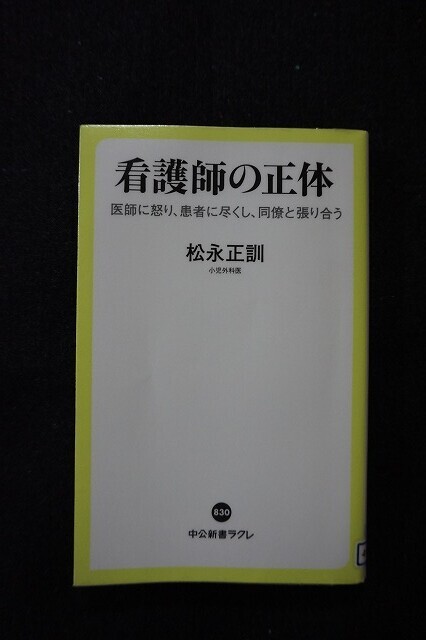 看護師の正体
医師に怒り、患者に尽くし、同僚と張り合う
松永正訓
小児外科医
830
中公新書ラクレ